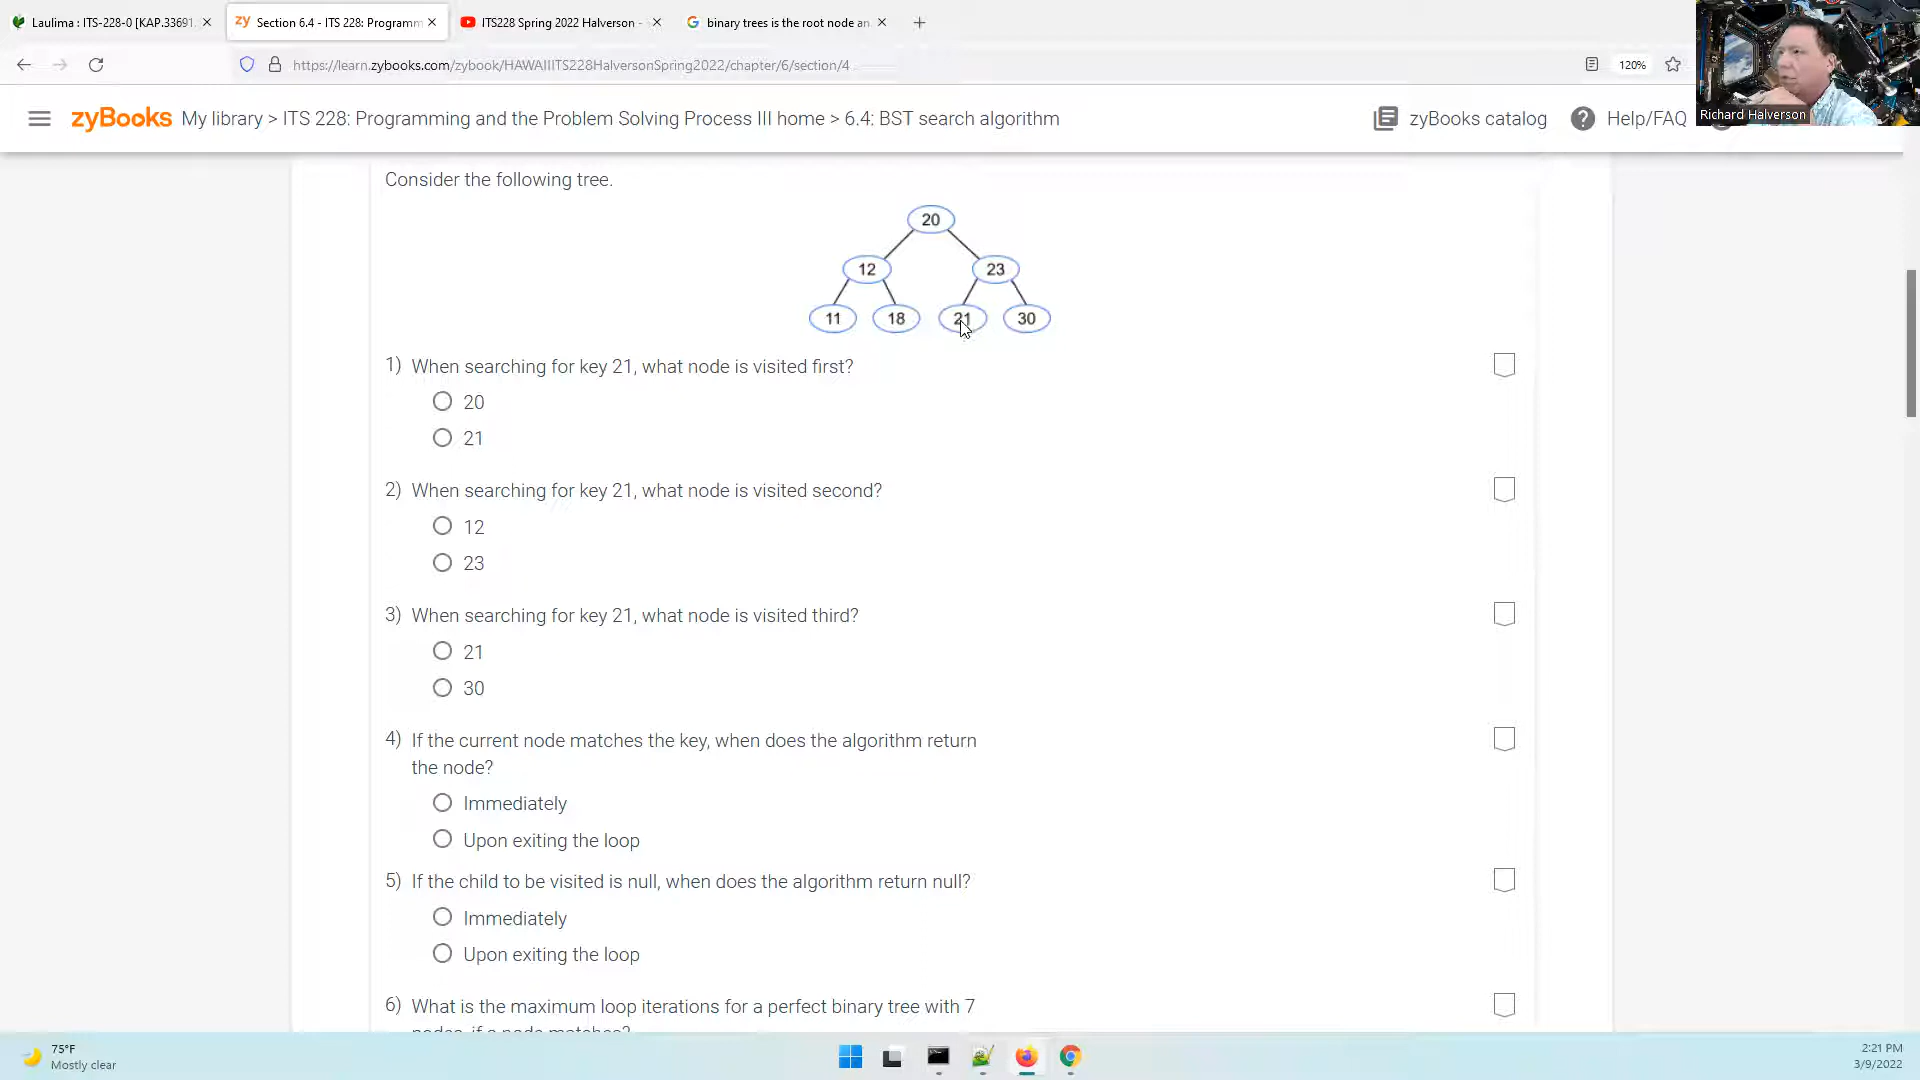 Laulima : ITS-228-0 [KAP.33691.
Section 6.4 - ITS 228: Programm
ITS228 Spring 2022 Halverson -
binary trees is the root node an
https://learn.zybooks.com/zybook/HAWAIIITS228HalversonSpring2022/chapter/6/section/4
120%
Richard Halverson
zyBooks My library > ITS 228: Programming and the Problem Solving Process III home > 6.4: BST search algorithm
zyBooks catalog
Help/FAQ
Consider the following tree.
20
12 23
11 18 21 30
1) When searching for key 21, what node is visited first?
20
21
2) When searching for key 21, what node is visited second?
12
23
3) When searching for key 21, what node is visited third?
21
30
4) If the current node matches the key, when does the algorithm return
the node?
Immediately
Upon exiting the loop
5) If the child to be visited is null, when does the algorithm return null?
Immediately
Upon exiting the loop
6) What is the maximum loop iterations for a perfect binary tree with 7
nodes, if a node matches?
75°F
Mostly clear
2:21 PM
3/9/2022